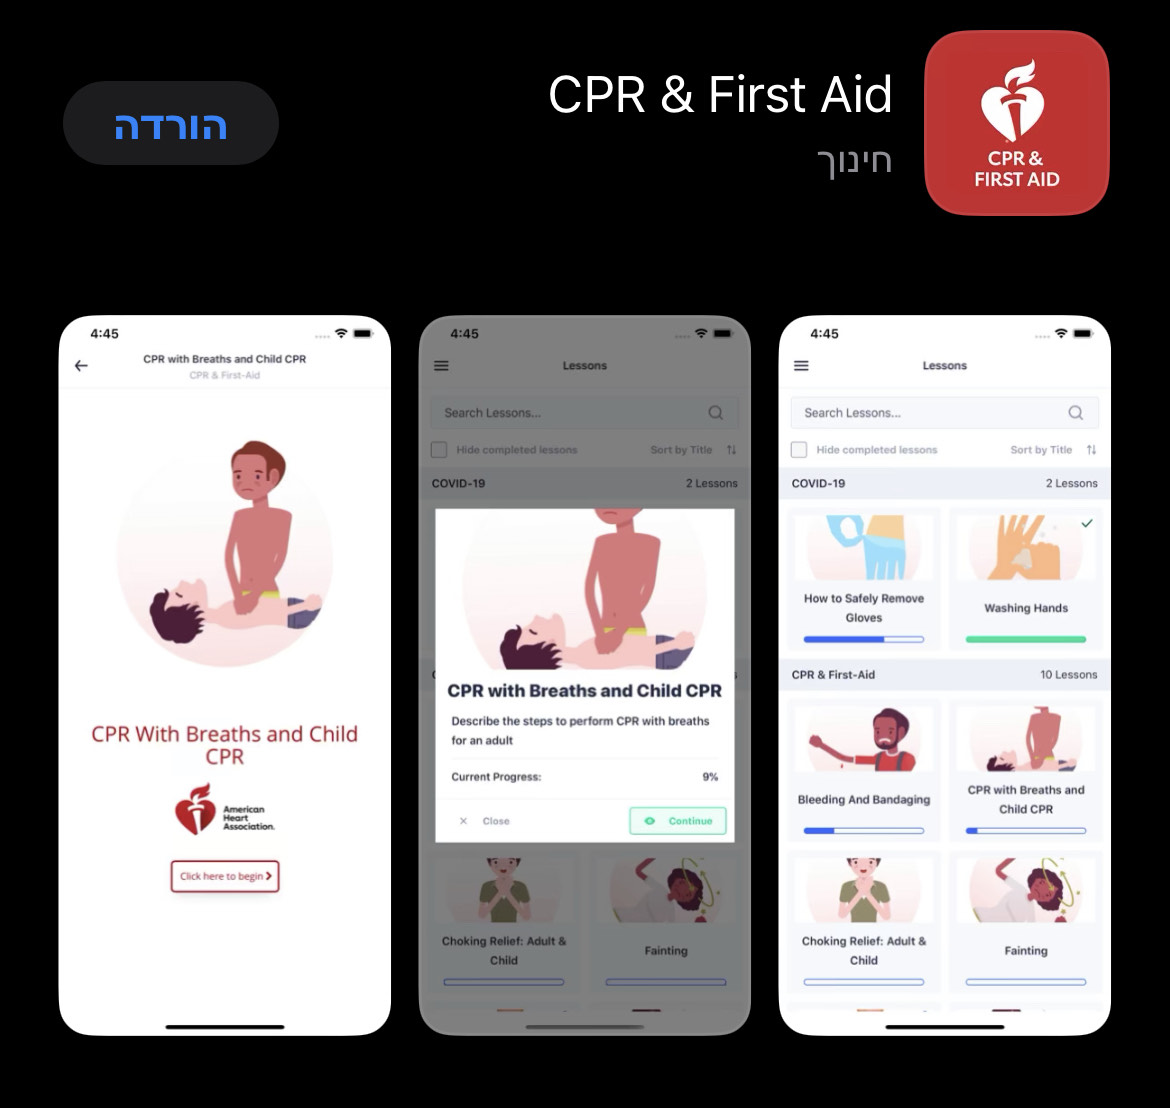 הורדה
CPR & First Aid
חינוך
CPR &
FIRST AID
4:45
CPR with Breaths and Child CPR
CPR & First-Aid
CPR With Breaths and Child
CPR
American
Heart
Association.
Click here to begin
4:45
Lessons
Search Lessons...
Hide completed lessons
Sort by Title
COVID-19
2 Lessons
CPR with Breaths and Child CPR
Describe the steps to perform CPR with breaths
for an adult
Current Progress:
9%
Close
Continue
Choking Relief: Adult &
Child
Fainting
4:45
Lessons
Search Lessons...
Hide completed lessons
Sort by Title
COVID-19
2 Lessons
How to Safely Remove
Gloves
Washing Hands
CPR & First-Aid
10 Lessons
Bleeding And Bandaging
CPR with Breaths and
Child CPR
Choking Relief: Adult &
Child
Fainting